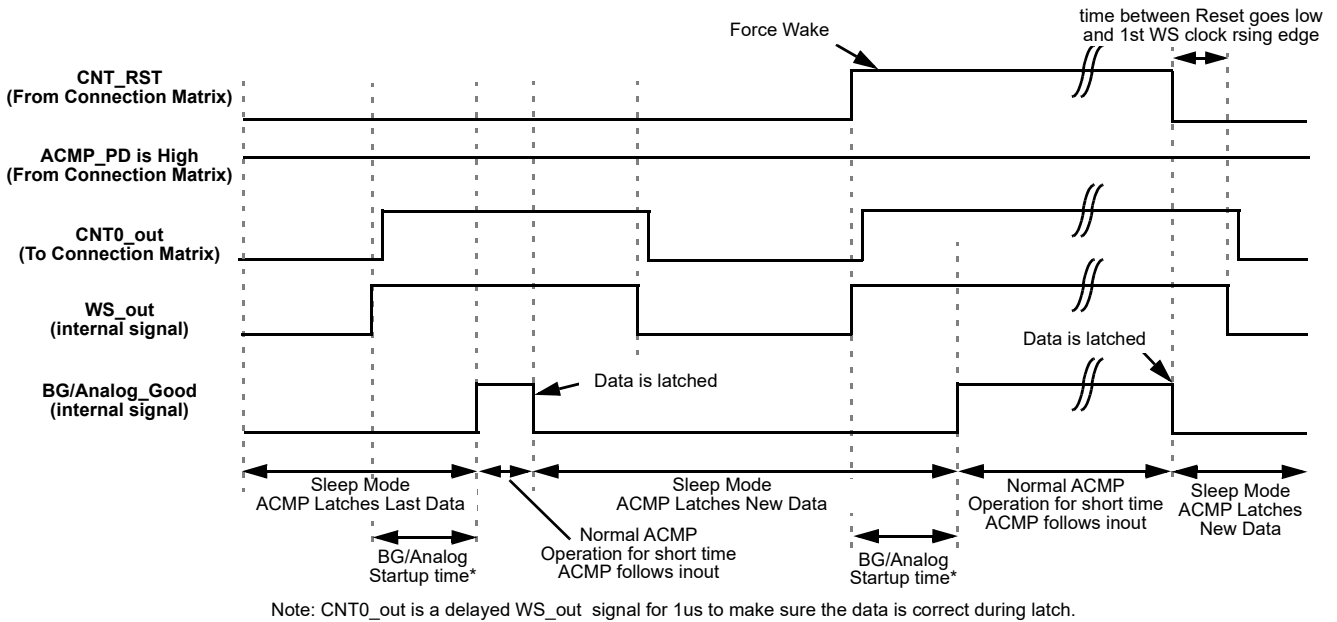 time between Reset goes low
and 1st WS clock rsing edge
Force Wake
CNT_RST
(From Connection Matrix)
ACMP_PD is High
(From Connection Matrix)
CNT0_out
(To Connection Matrix)
WS_out
(internal signal)
Data is latched
BG/Analog_Good
(internal signal)
Data is latched
Sleep Mode
ACMP Latches Last Data
Sleep Mode
ACMP Latches New Data
Normal ACMP
Operation for short time
ACMP follows inout
Sleep Mode
ACMP Latches
New Data
BG/Analog
Startup time*
Normal ACMP
Operation for short time
ACMP follows inout
BG/Analog
Startup time*
Note: CNT0_out is a delayed WS_out signal for 1us to make sure the data is correct during latch.